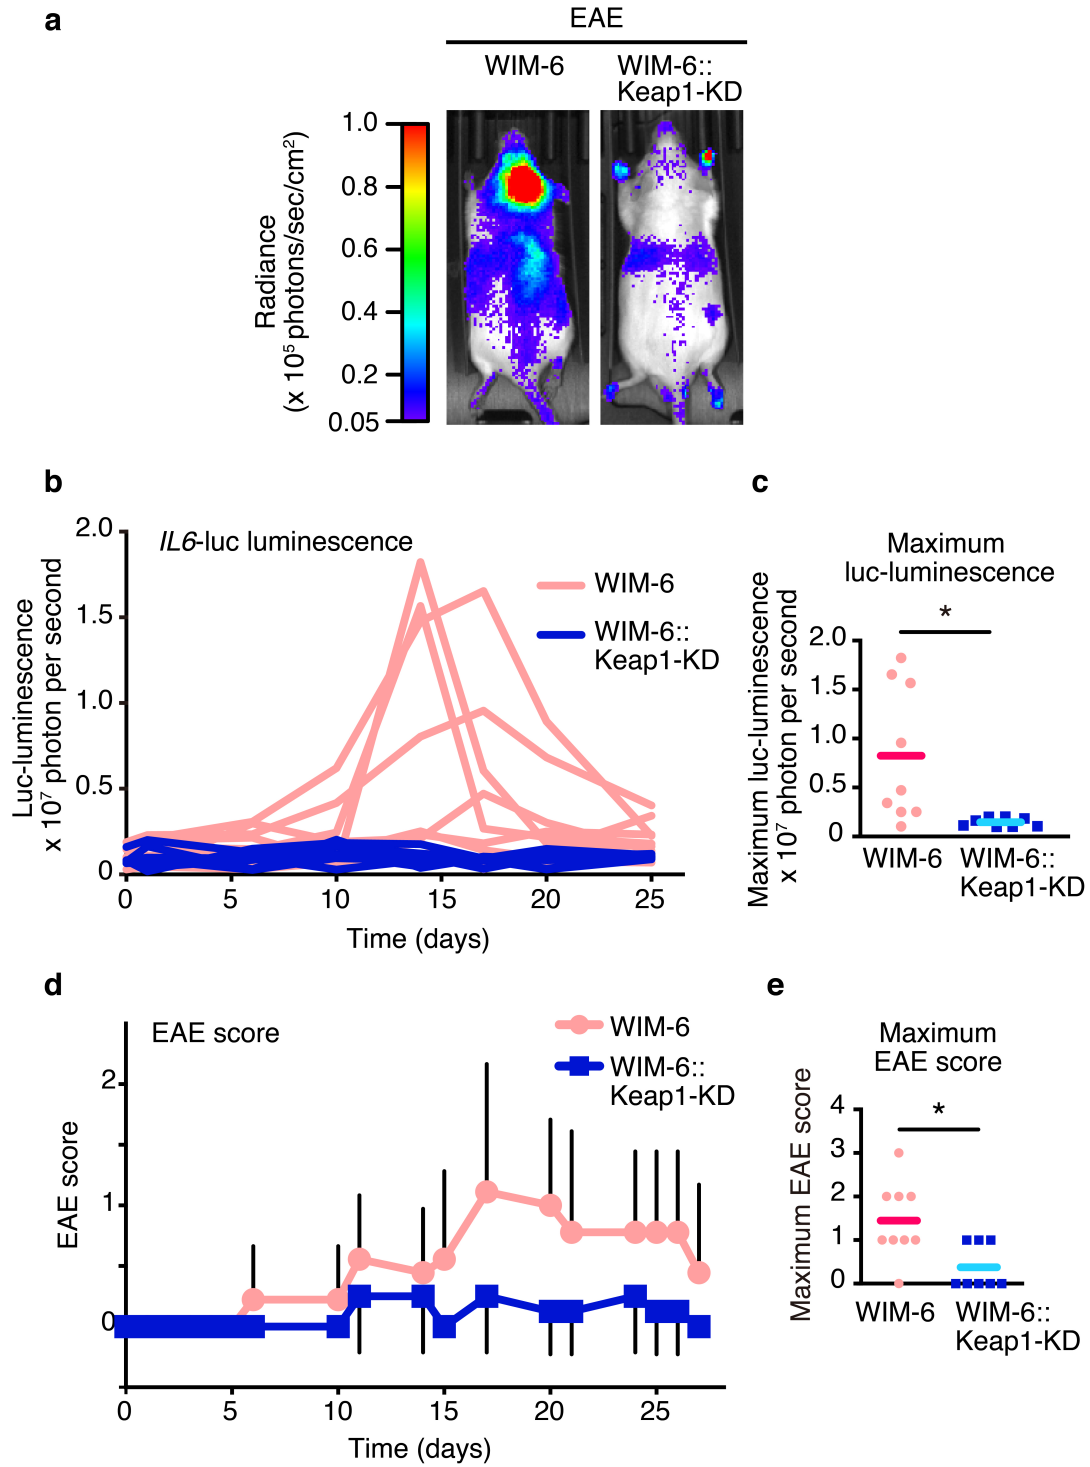 a
EAE
WIM-6
WIM-6::
Keap1-KD
Radiance
(x 10⁵ photons/sec/cm²)
1.0
0.8
0.6
0.4
0.2
0.05
b
IL6-luc luminescence
Luc-luminescence
x 10⁷ photon per second
2.0
1.5
1.0
0.5
0
WIM-6
WIM-6::
Keap1-KD
0 5 10 15 20 25
Time (days)
c
Maximum
luc-luminescence
*
Maximum luc-luminescence
x 10⁷ photon per second
2.0
1.5
1.0
0.5
0
WIM-6
WIM-6::
Keap1-KD
d
EAE score
EAE score
2
1
0
WIM-6
WIM-6::
Keap1-KD
0 5 10 15 20 25
Time (days)
e
Maximum
EAE score
*
Maximum EAE score
4
3
2
1
0
WIM-6
WIM-6::
Keap1-KD